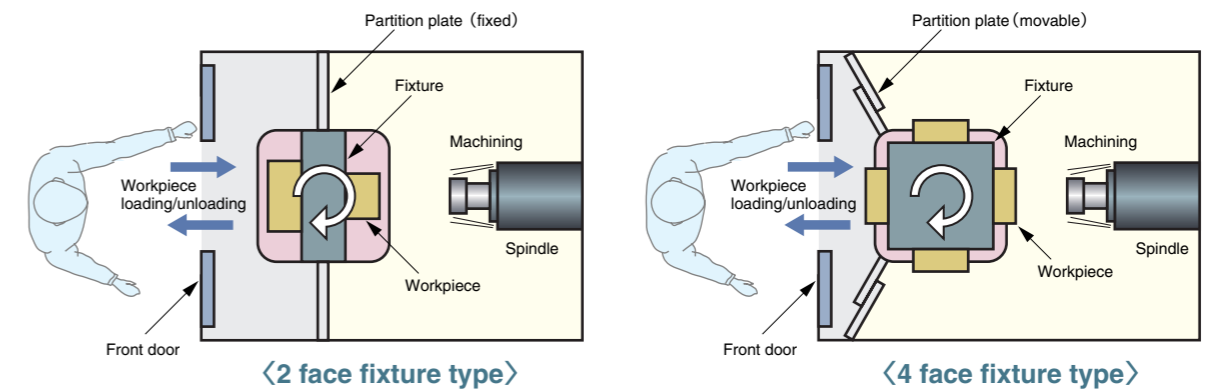 Partition plate (fixed)
Fixture
Machining
Workpiece
loading/unloading
Spindle
Workpiece
Front door
〈2 face fixture type〉
Partition plate (movable)
Fixture
Machining
Workpiece
loading/unloading
Spindle
Workpiece
Front door
〈4 face fixture type〉